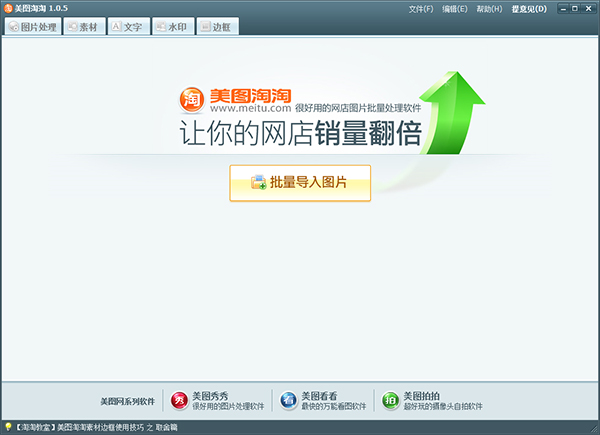 美图淘淘 1.0.5
文件(F) 编辑(E) 帮助(H) 提意见(D)
图片处理 素材 文字 水印 边框
淘 美图淘淘
www.meitu.com 很好用的网店图片批量处理软件
让你的网店销量翻倍
批量导入图片
美图网系列软件
秀 美图秀秀
很好用的图片处理软件
看 美图看看
最快的万能看图软件
拍 美图拍拍
超好玩的摄像头自拍软件
【淘淘教室】美图淘淘素材边框使用技巧 之 取舍篇